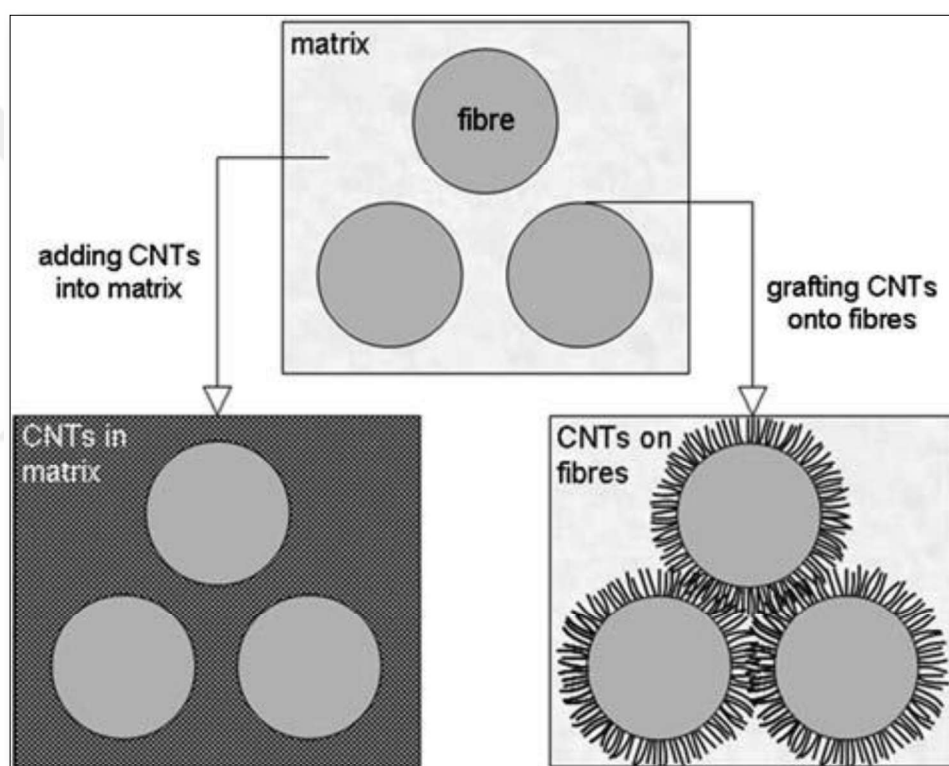 matrix
fibre
adding CNTs
into matrix
grafting CNTs
onto fibres
CNTs in
matrix
CNTs on
fibres